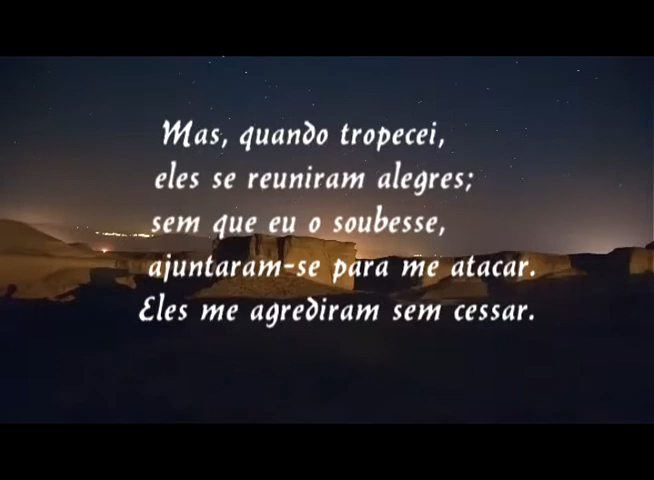 Mas, quando tropecei,
eles se reuniram alegres;
sem que eu o soubesse,
ajuntaram-se para me atacar.
Eles me agrediram sem cessar.